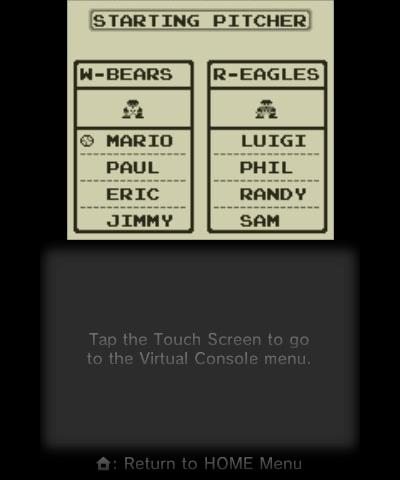 STARTING PITCHER
W-BEARS
R-EAGLES
MARIO
LUIGI
PAUL
PHIL
ERIC
RANDY
JIMMY
SAM
Tap the Touch Screen to go
to the Virtual Console menu.
: Return to HOME Menu